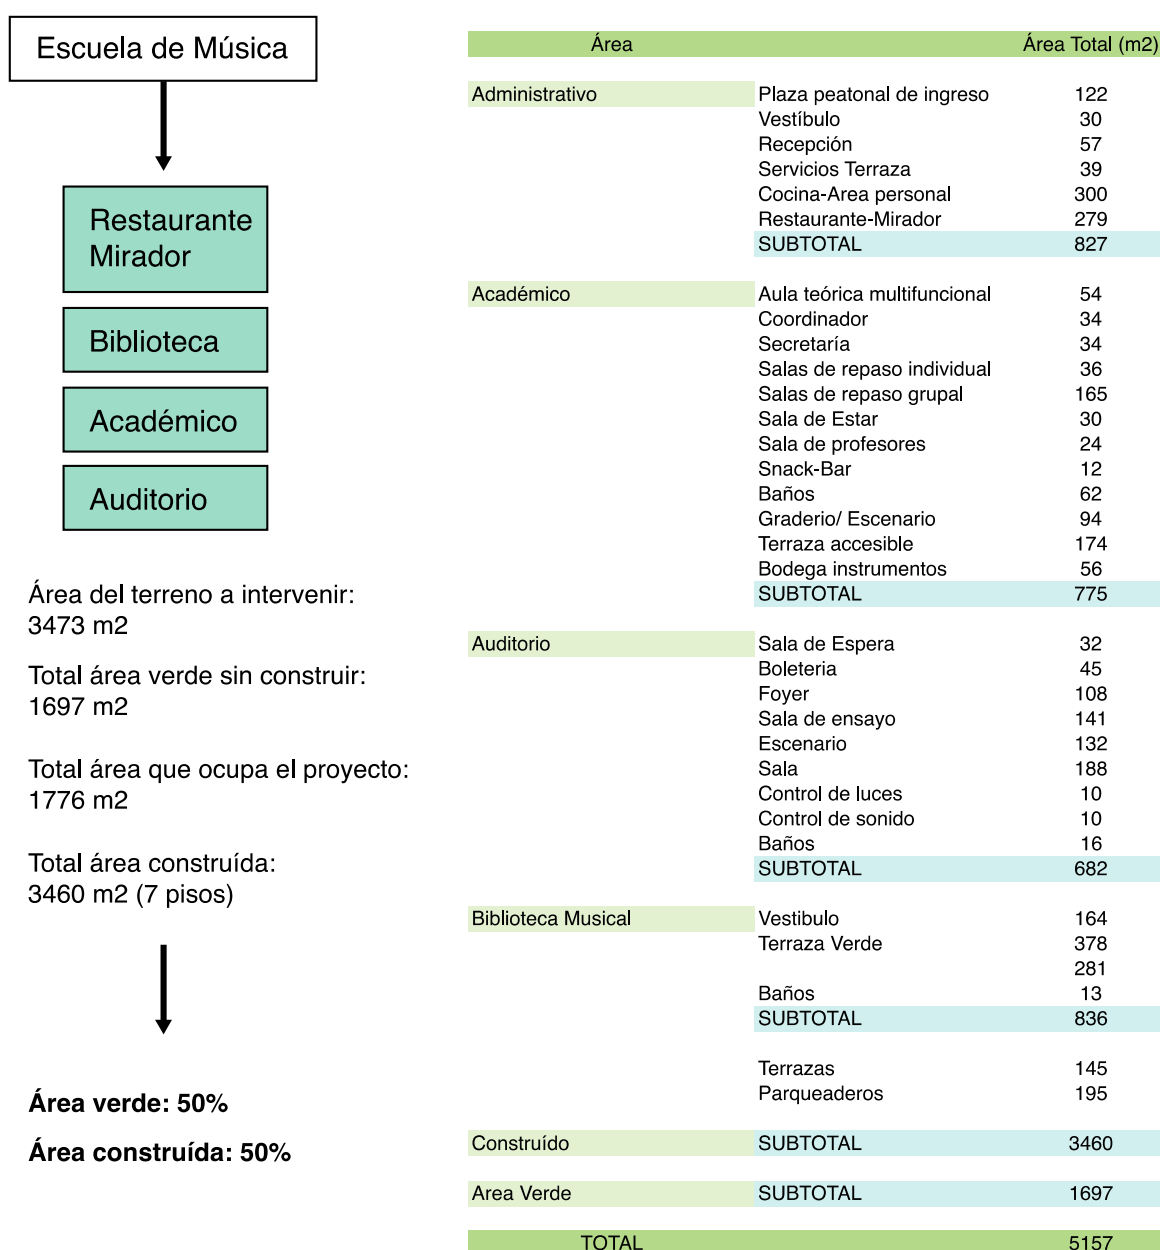 Escuela de Música
Restaurante
Mirador
Biblioteca
Académico
Auditorio
Área del terreno a intervenir:
3473 m2
Total área verde sin construir:
1697 m2
Total área que ocupa el proyecto:
1776 m2
Total área construída:
3460 m2 (7 pisos)
Área verde: 50%
Área construída: 50%
Área Área Total (m2)
Administrativo Plaza peatonal de ingreso 122
Vestíbulo 30
Recepción 57
Servicios Terraza 39
Cocina-Area personal 300
Restaurante-Mirador 279
SUBTOTAL 827
Académico Aula teórica multifuncional 54
Coordinador 34
Secretaría 34
Salas de repaso individual 36
Salas de repaso grupal 165
Sala de Estar 30
Sala de profesores 24
Snack-Bar 12
Baños 62
Graderio/ Escenario 94
Terraza accesible 174
Bodega instrumentos 56
SUBTOTAL 775
Auditorio Sala de Espera 32
Boleteria 45
Foyer 108
Sala de ensayo 141
Escenario 132
Sala 188
Control de luces 10
Control de sonido 10
Baños 16
SUBTOTAL 682
Biblioteca Musical Vestibulo 164
Terraza Verde 378
281
Baños 13
SUBTOTAL 836
Terrazas 145
Parqueaderos 195
Construído SUBTOTAL 3460
Area Verde SUBTOTAL 1697
TOTAL 5157